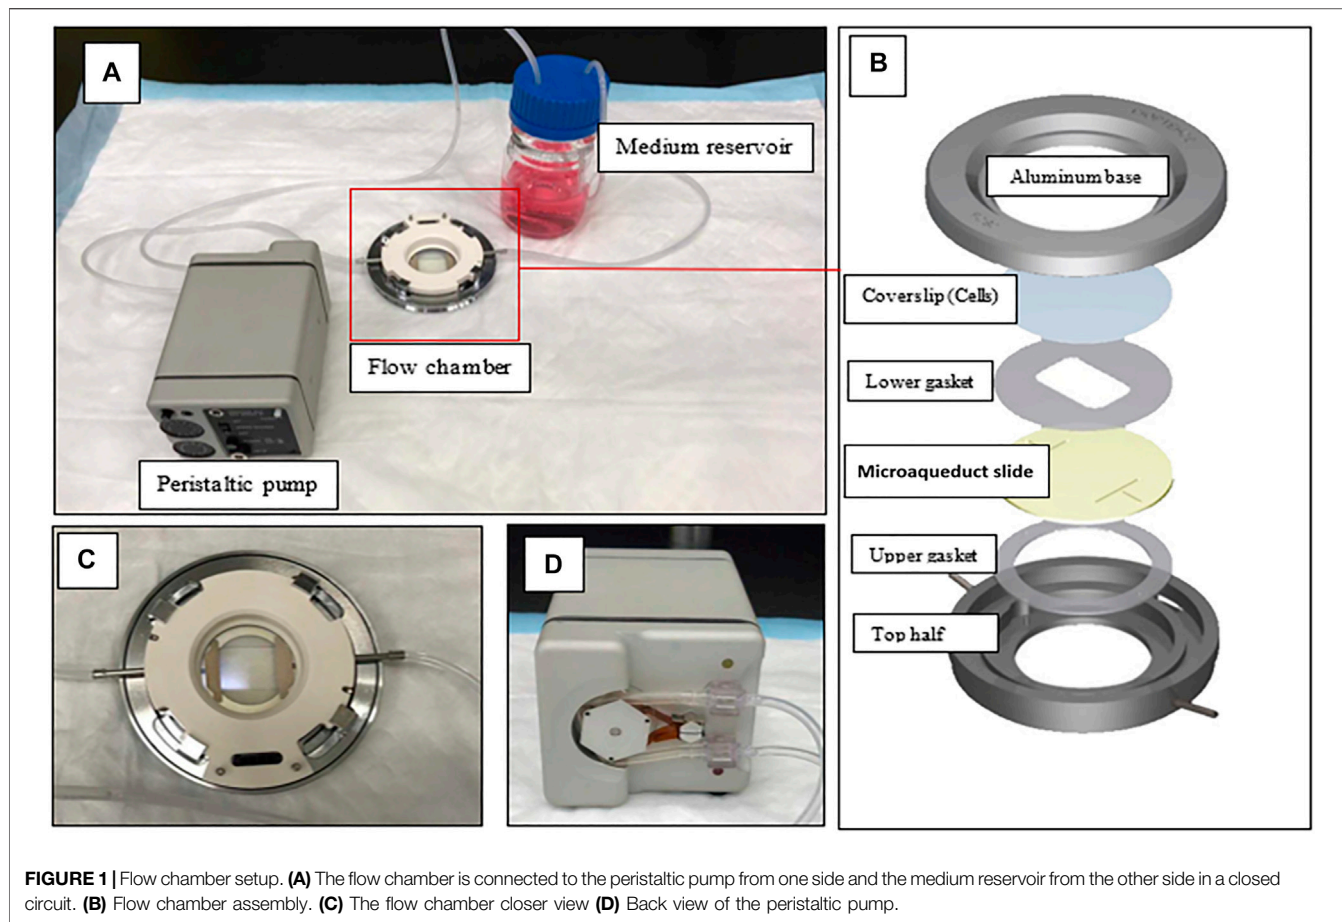 A
Medium reservoir
Flow chamber
Peristaltic pump
B
Aluminum base
Coverslip (Cells)
Lower gasket
Microaqueduct slide
Upper gasket
Top half
C
D
FIGURE 1 | Flow chamber setup. (A) The flow chamber is connected to the peristaltic pump from one side and the medium reservoir from the other side in a closed
circuit. (B) Flow chamber assembly. (C) The flow chamber closer view (D) Back view of the peristaltic pump.